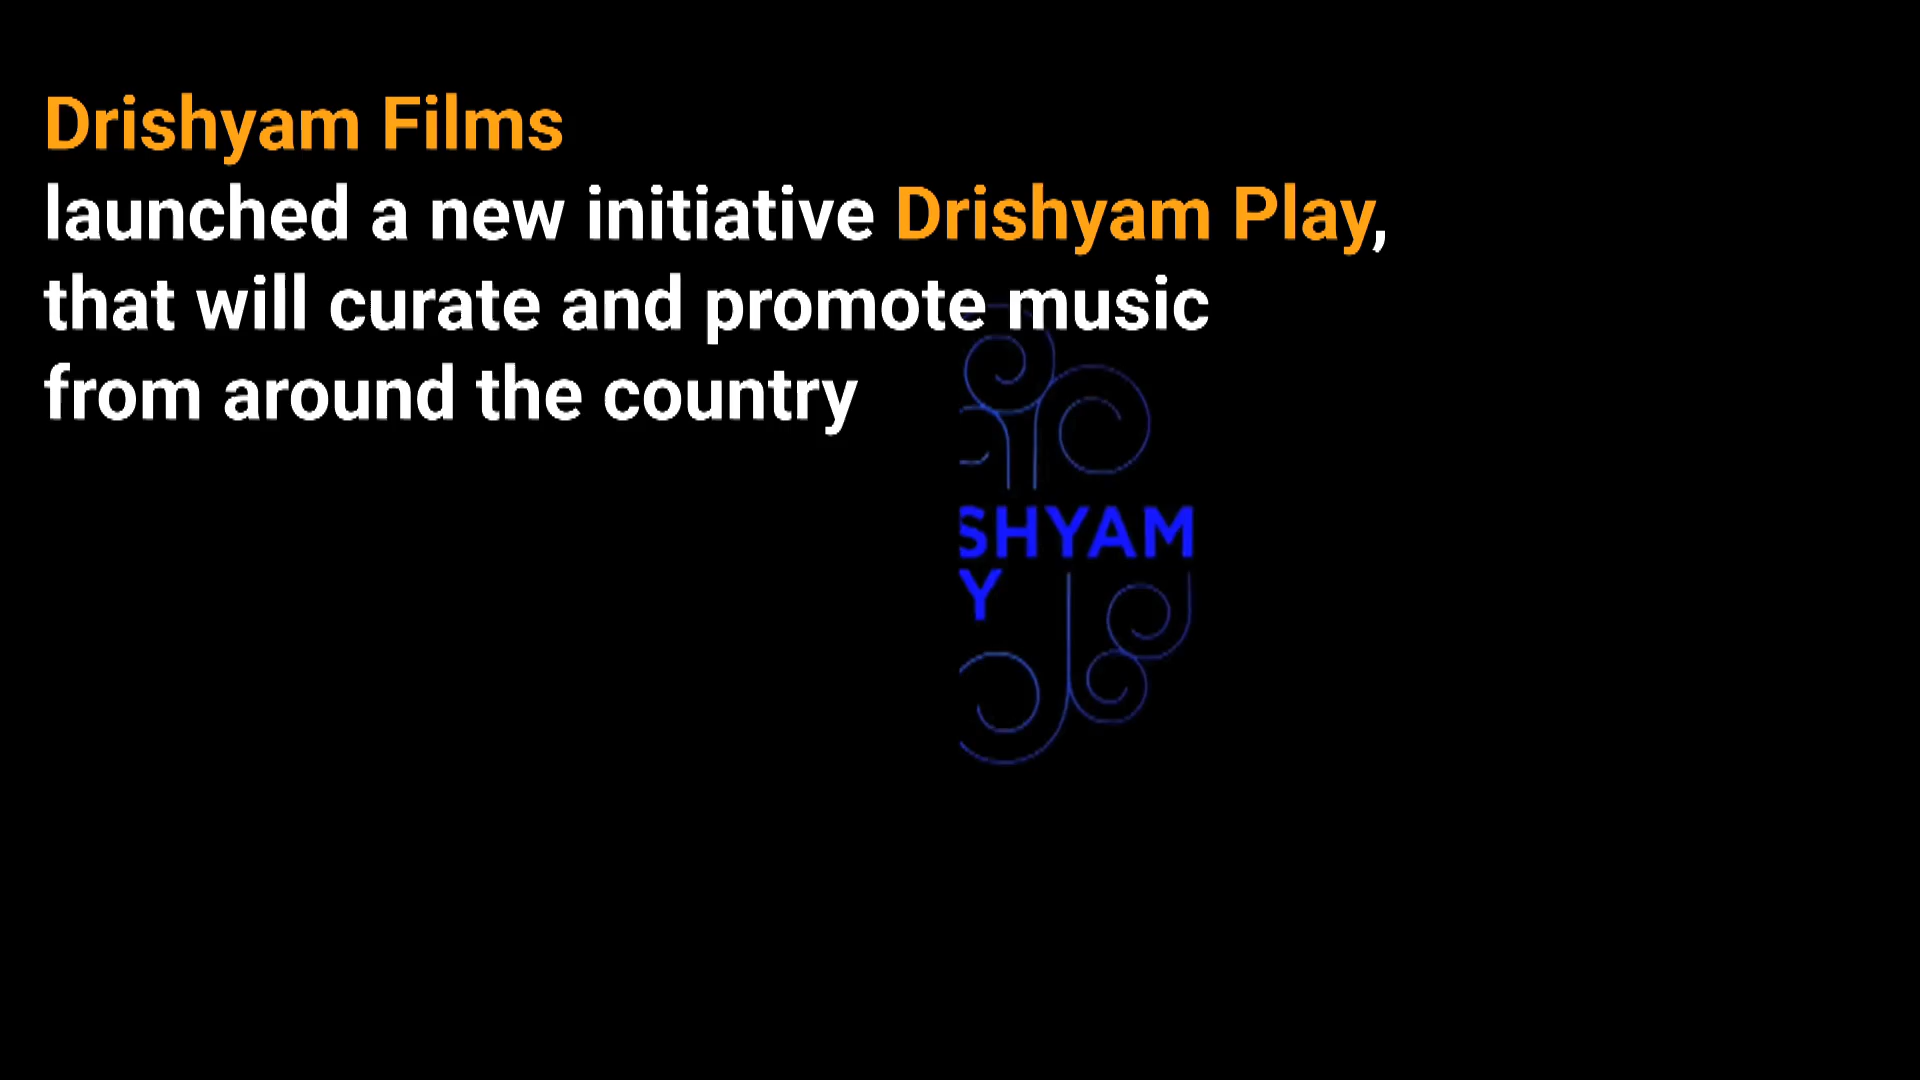 Drishyam Films
launched a new initiative Drishyam Play,
that will curate and promote music
from around the country
SHYAM
Y